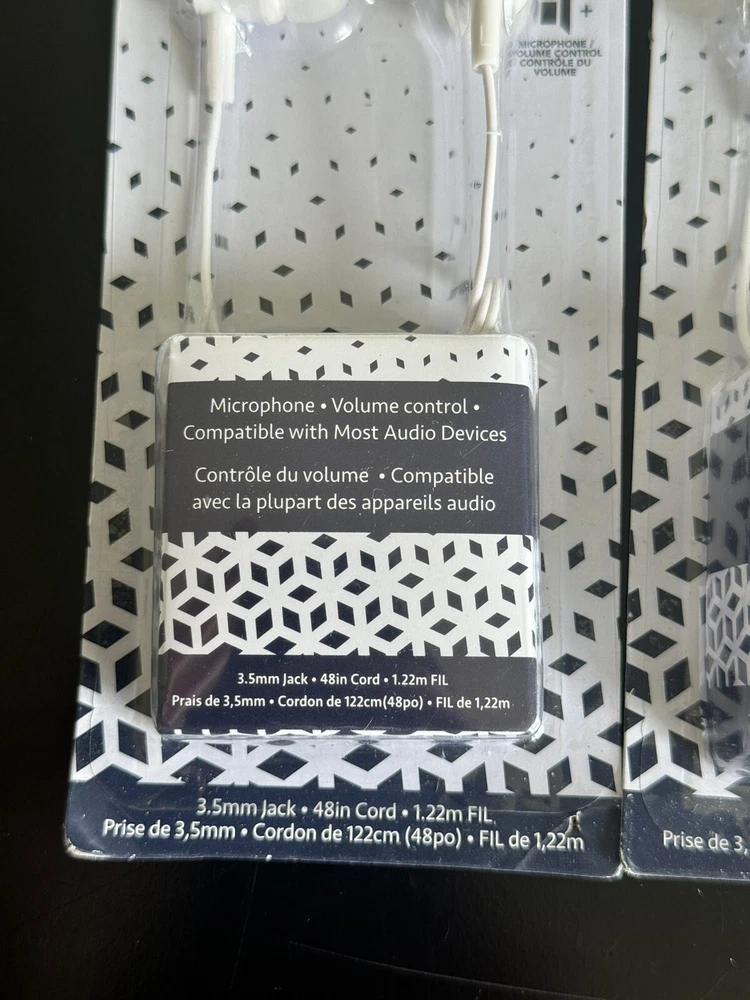 +
MICROPHONE /
VOLUME CONTROL
CONTRÔLE DU
VOLUME
Microphone • Volume control •
Compatible with Most Audio Devices
Contrôle du volume • Compatible
avec la plupart des appareils audio
3.5mm Jack • 48in Cord • 1.22m FIL
Prais de 3,5mm • Cordon de 122cm(48po) • FIL de 1,22m
3.5mm Jack • 48in Cord • 1.22m FIL
Prise de 3,5mm • Cordon de 122cm (48po) • FIL de 1,22m
Prise de 3,